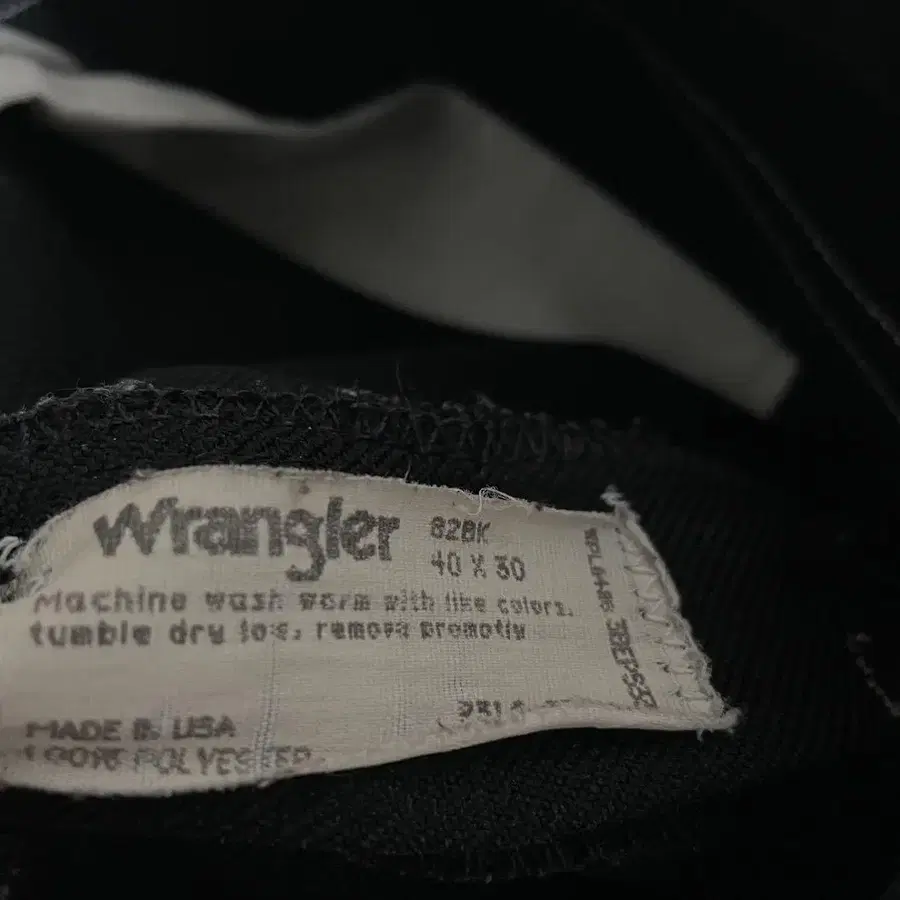 Wrangler
82BK
40 X 30
Machine wash warm with like colors,
tumble dry low, remove promptly
MADE IN USA
100% POLYESTER